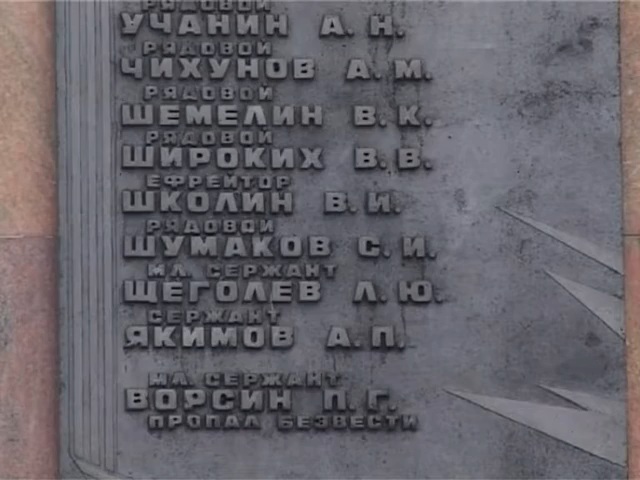 РЯДОВОЙ
УЧАНИН А. Н.
РЯДОВОЙ
ЧИХУНОВ А. М.
РЯДОВОЙ
ШЕМЕЛИН В. К.
РЯДОВОЙ
ШИРОКИХ В. В.
ЕФРЕЙТОР
ШКОЛИН В. И.
РЯДОВОЙ
ШУМАКОВ С. И.
МЛ. СЕРЖАНТ
ЩЕГОЛЕВ Л. Ю.
СЕРЖАНТ
ЯКИМОВ А. П.
МЛ. СЕРЖАНТ
ВОРСИН П. Г.
ПРОПАЛ БЕЗВЕСТИ